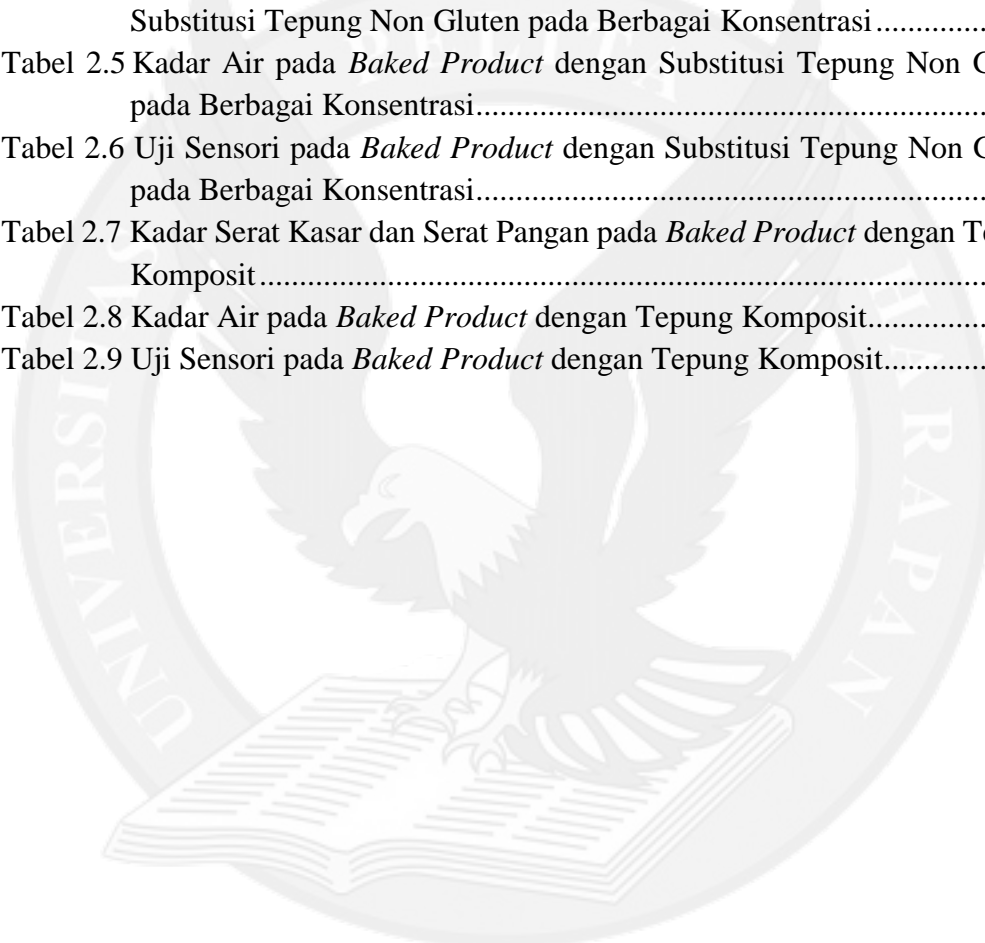 Substitusi Tepung Non Gluten pada Berbagai Konsentrasi................
Tabel 2.5 Kadar Air pada Baked Product dengan Substitusi Tepung Non
pada Berbagai Konsentrasi................................................................................
Tabel 2.6 Uji Sensori pada Baked Product dengan Substitusi Tepung Non
pada Berbagai Konsentrasi................................................................................
Tabel 2.7 Kadar Serat Kasar dan Serat Pangan pada Baked Product dengan
Komposit................................................................................................................
Tabel 2.8 Kadar Air pada Baked Product dengan Tepung Komposit.................
Tabel 2.9 Uji Sensori pada Baked Product dengan Tepung Komposit..............
UNIVERSITAS PELITA HARAPAN